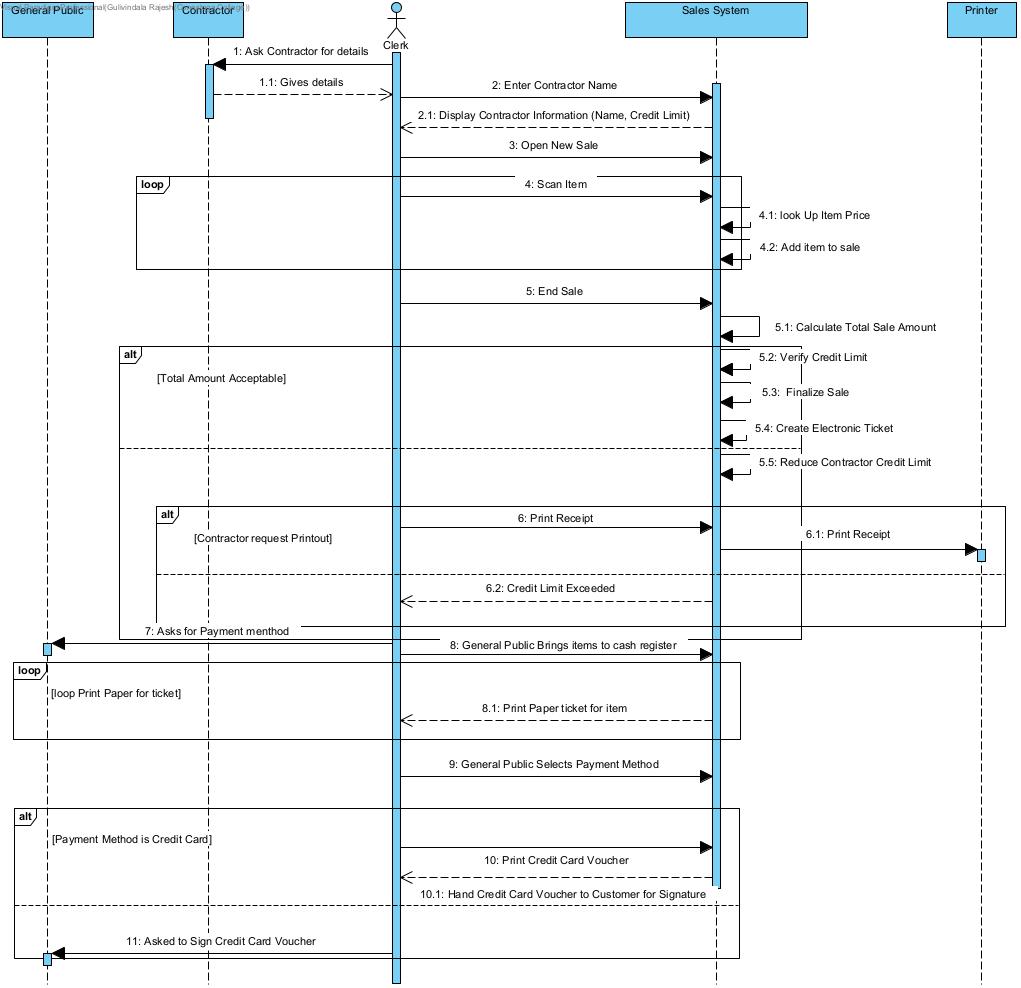 General Public
Contractor
Clerk
Sales System
Printer
1: Ask Contractor for details
1.1: Gives details
2: Enter Contractor Name
2.1: Display Contractor Information (Name, Credit Limit)
3: Open New Sale
loop
4: Scan Item
4.1: look Up Item Price
4.2: Add item to sale
5: End Sale
5.1: Calculate Total Sale Amount
alt
5.2: Verify Credit Limit
[Total Amount Acceptable]
5.3: Finalize Sale
5.4: Create Electronic Ticket
5.5: Reduce Contractor Credit Limit
alt
6: Print Receipt
[Contractor request Printout]
6.1: Print Receipt
6.2: Credit Limit Exceeded
7: Asks for Payment menthod
8: General Public Brings items to cash register
loop
[loop Print Paper for ticket]
8.1: Print Paper ticket for item
9: General Public Selects Payment Method
alt
[Payment Method is Credit Card]
10: Print Credit Card Voucher
10.1: Hand Credit Card Voucher to Customer for Signature
11: Asked to Sign Credit Card Voucher